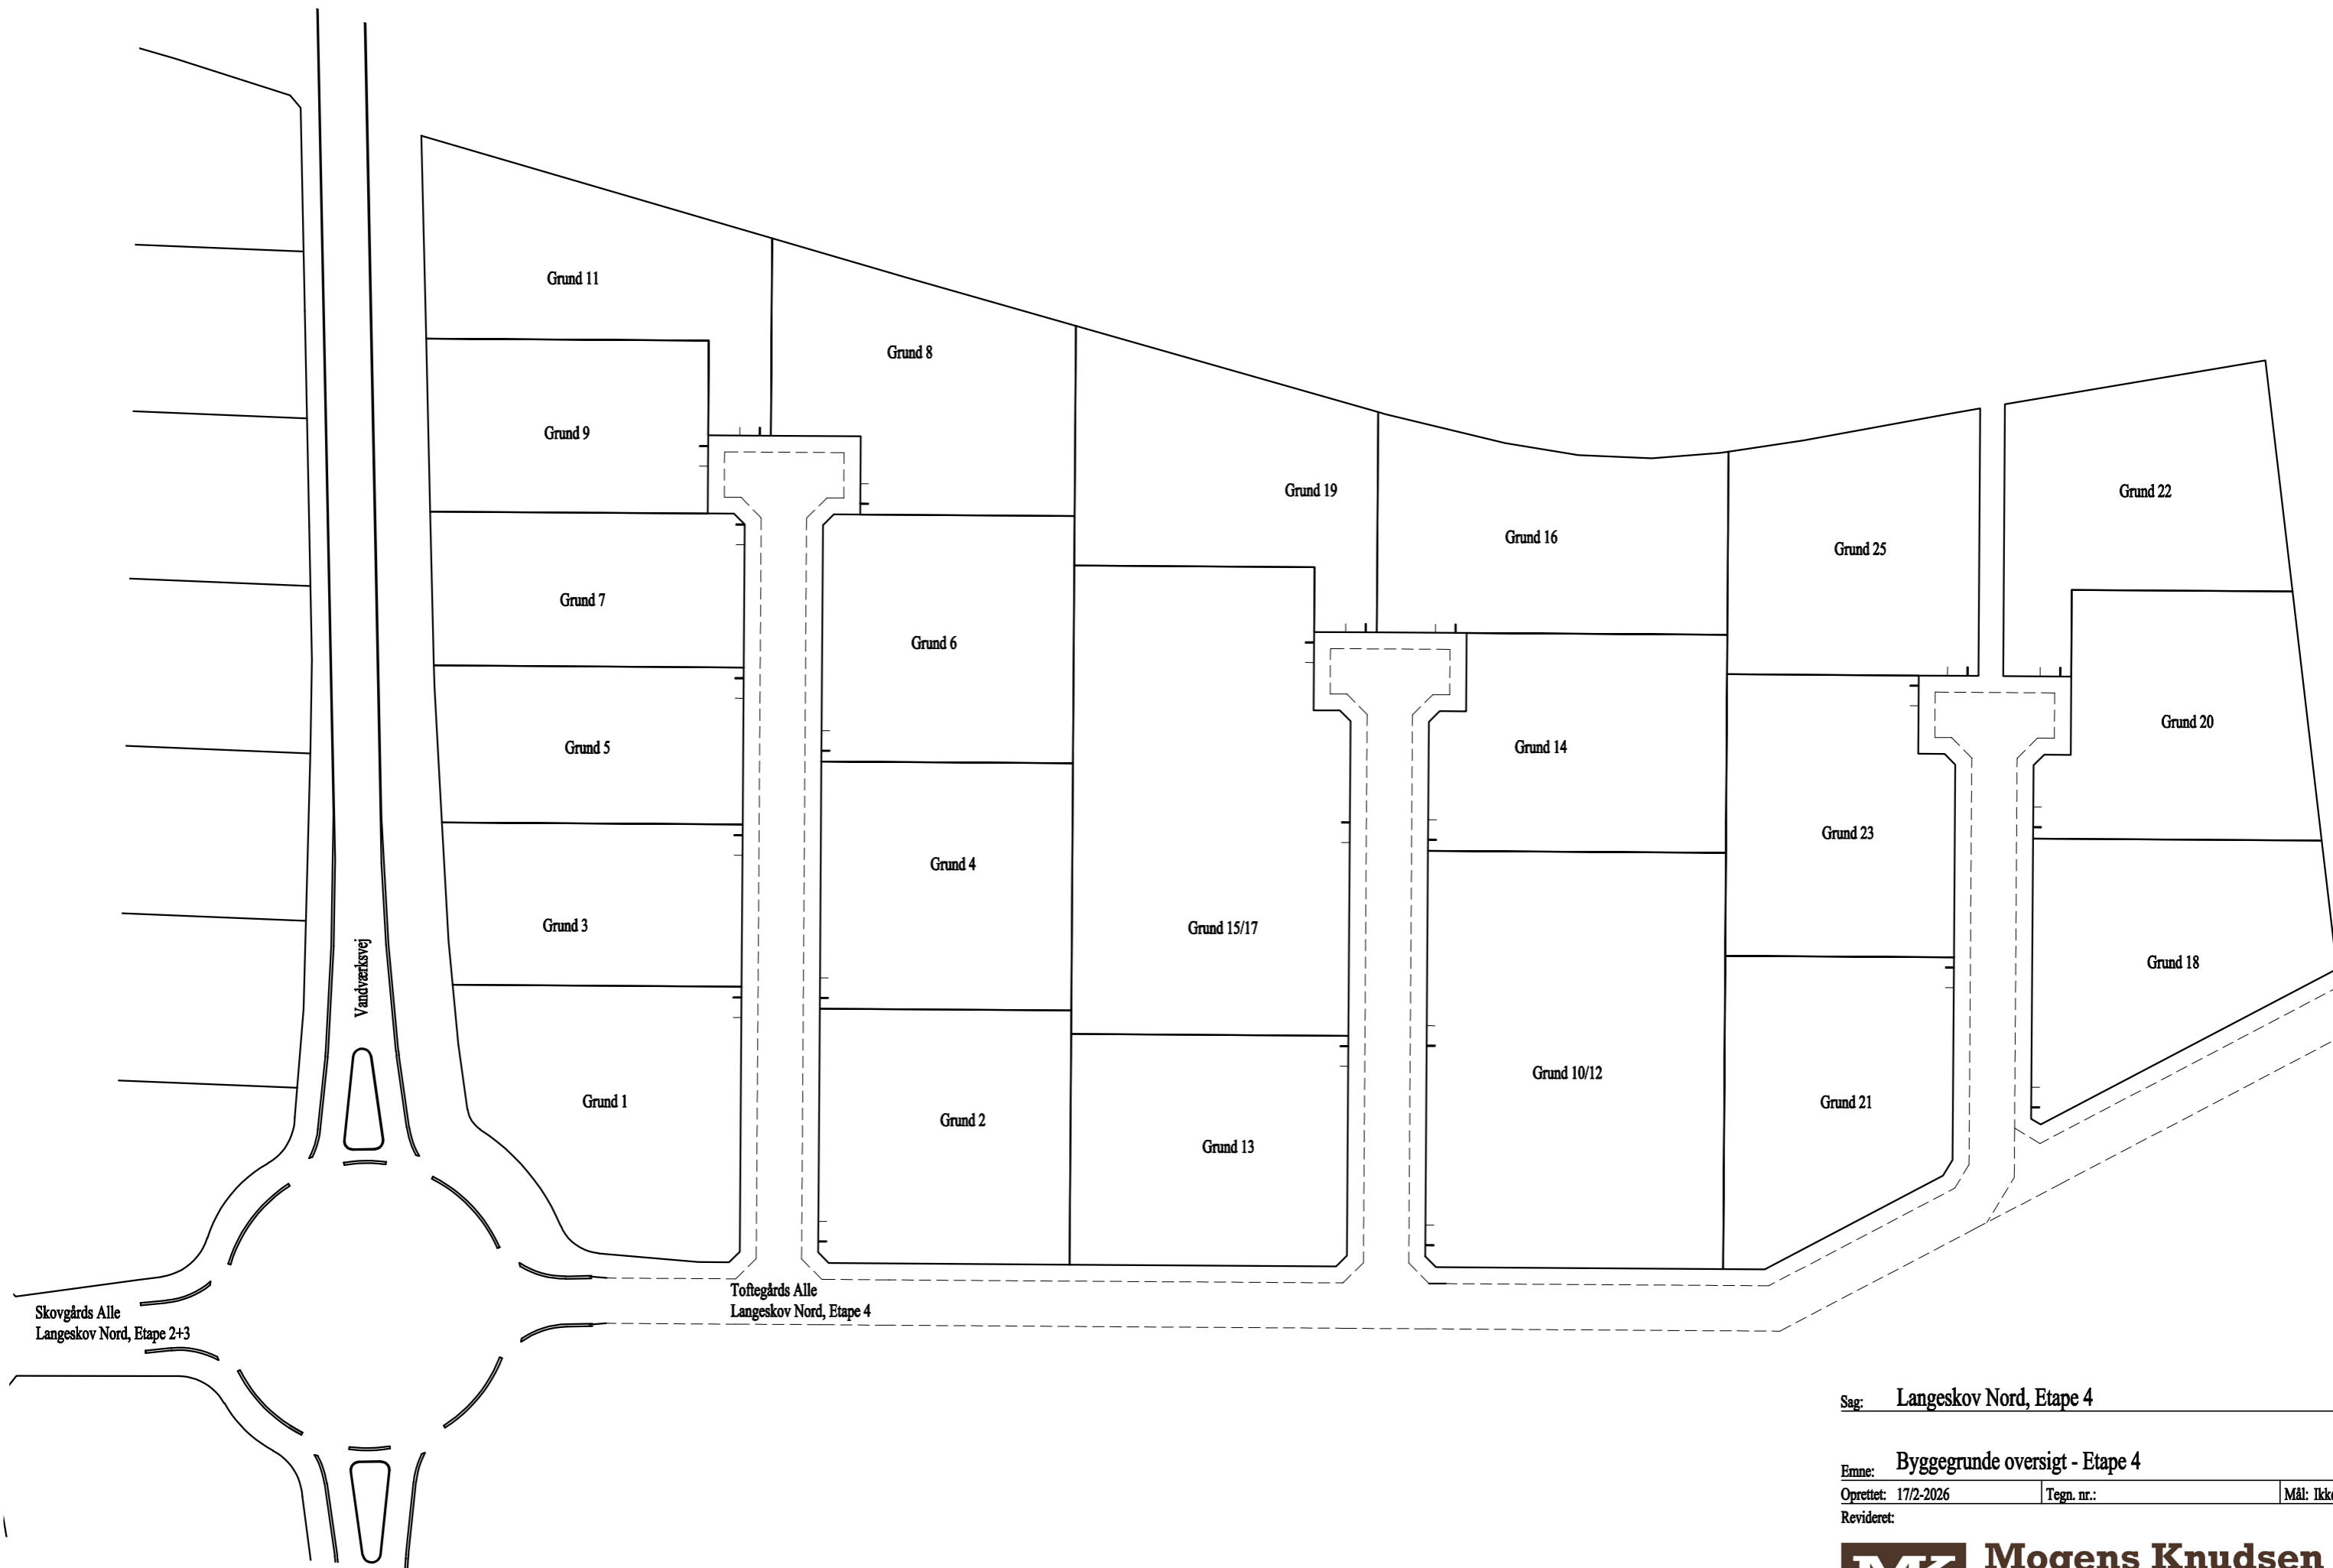 Grund 11
Grund 8
Grund 9
Grund 19
Grund 22
Grund 16
Grund 25
Grund 7
Grund 6
Grund 20
Grund 5
Grund 14
Grund 23
Grund 4
Grund 3
Grund 15/17
Grund 18
Vandværksvej
Grund 10/12
Grund 1
Grund 21
Grund 2
Grund 13
Toftegårds Alle
Langeskov Nord, Etape 4
Skovgårds Alle
Langeskov Nord, Etape 2+3
Sag: Langeskov Nord, Etape 4
Emne: Byggegrunde oversigt - Etape 4
Oprettet: 17/2-2026 Tegn. nr.: Mål: Ikke
Revideret:
MK Mogens Knudsen